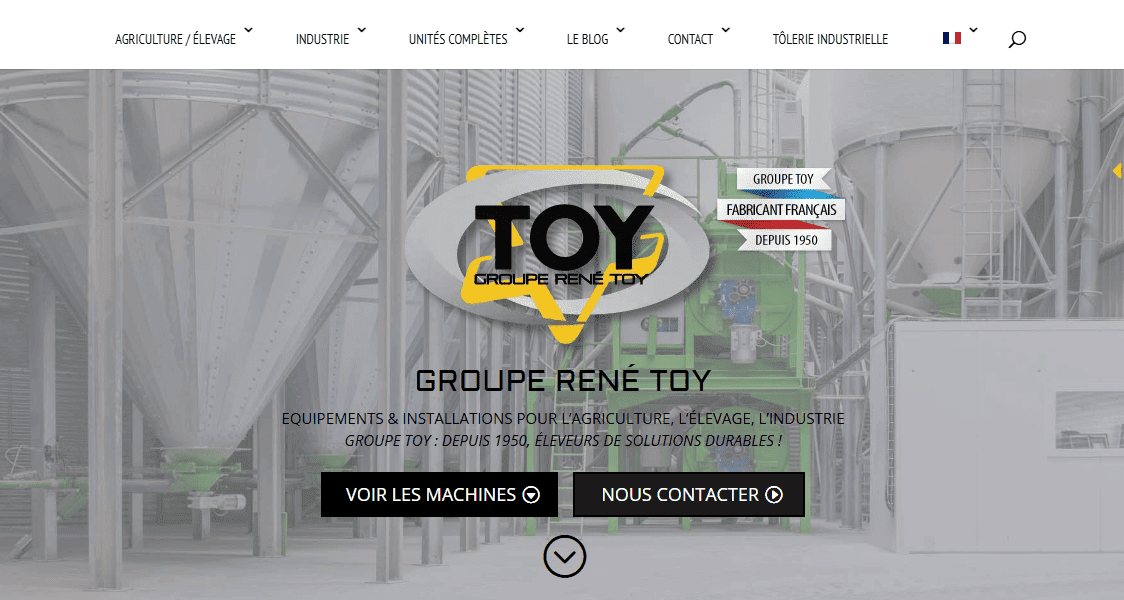 AGRICULTURE / ÉLEVAGE
INDUSTRIE
UNITÉS COMPLÈTES
LE BLOG
CONTACT
TÔLERIE INDUSTRIELLE
TOY
GROUPE RENÉ TOY
GROUPE TOY
FABRICANT FRANÇAIS
DEPUIS 1950
GROUPE RENÉ TOY
EQUIPEMENTS & INSTALLATIONS POUR L'AGRICULTURE, L'ÉLEVAGE, L'INDUSTRIE
GROUPE TOY : DEPUIS 1950, ÉLEVEURS DE SOLUTIONS DURABLES !
VOIR LES MACHINES
NOUS CONTACTER